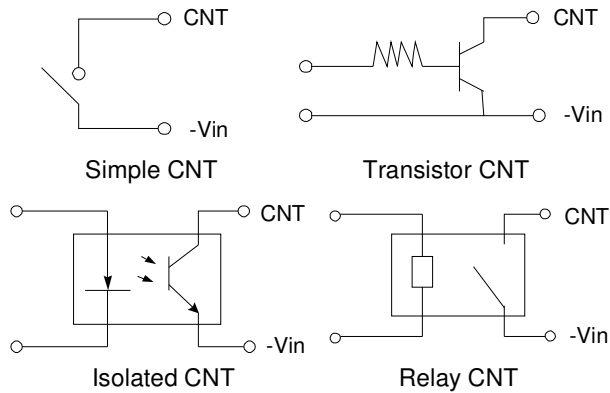 CNT
-Vin
Simple CNT
CNT
-Vin
Transistor CNT
CNT
-Vin
Isolated CNT
CNT
-Vin
Relay CNT